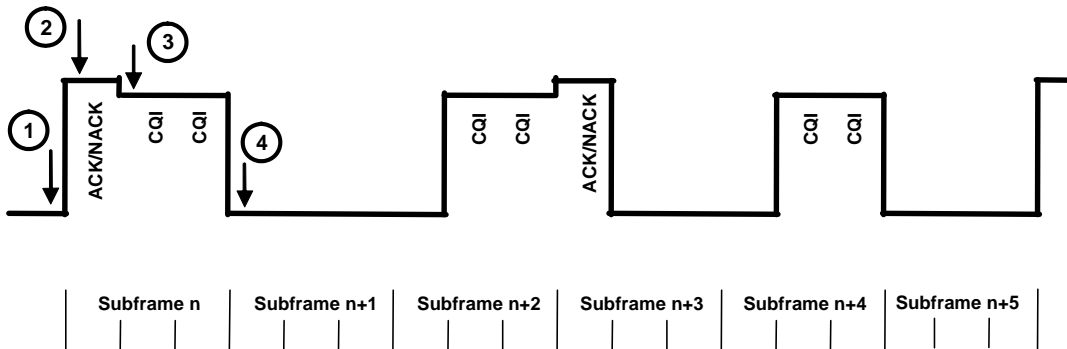 2
3
1
4
ACK/NACK
CQI
CQI
CQI
CQI
ACK/NACK
CQI
CQI
Subframe n
Subframe n+1
Subframe n+2
Subframe n+3
Subframe n+4
Subframe n+5